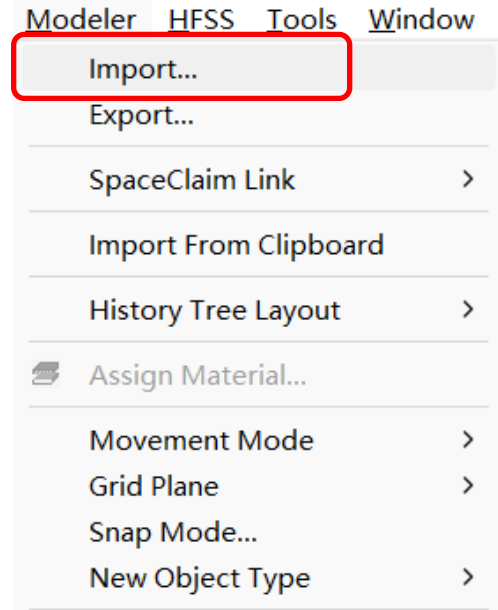 Modeler HFSS Tools Window
Import...
Export...
SpaceClaim Link
Import From Clipboard
History Tree Layout
Assign Material...
Movement Mode
Grid Plane
Snap Mode...
New Object Type